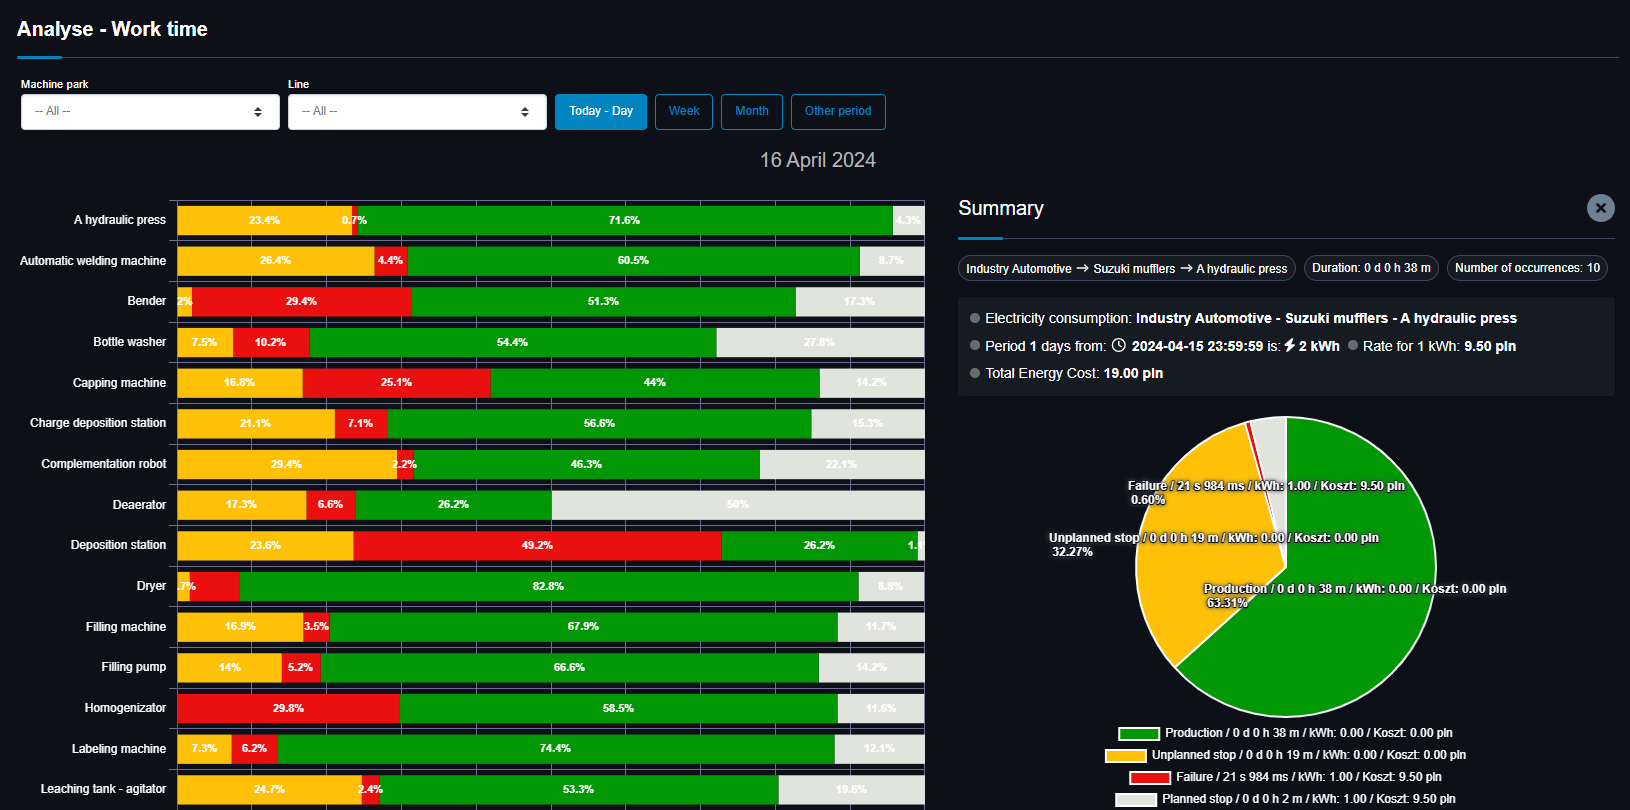 Analyse - Work time
Machine park
Line
-- All --
-- All --
Today - Day
Week
Month
Other period
16 April 2024
A hydraulic press 23.4% 0.7% 71.6% 4.3%
Automatic welding machine 26.4% 4.4% 60.5% 8.7%
Bender 2% 29.4% 51.3% 17.3%
Bottle washer 7.5% 10.2% 54.4% 27.8%
Capping machine 16.8% 25.1% 44% 14.2%
Charge deposition station 21.1% 7.1% 56.6% 15.3%
Complementation robot 29.4% 2.2% 46.3% 22.1%
Deaerator 17.3% 6.6% 26.2% 50%
Deposition station 23.6% 49.2% 26.2% 1.1
Dryer .7% 82.8% 8.8%
Filling machine 16.9% 3.5% 67.9% 11.7%
Filling pump 14% 5.2% 66.6% 14.2%
Homogenizator 29.8% 58.5% 11.6%
Labeling machine 7.3% 6.2% 74.4% 12.1%
Leaching tank - agitator 24.7% 2.4% 53.3% 19.6%
Summary
Industry Automotive → Suzuki mufflers → A hydraulic press
Duration: 0 d 0 h 38 m
Number of occurrences: 10
Electricity consumption: Industry Automotive - Suzuki mufflers - A hydraulic press
Period 1 days from: 2024-04-15 23:59:59 is: 2 kWh Rate for 1 kWh: 9.50 pln
Total Energy Cost: 19.00 pln
Failure / 21 s 984 ms / kWh: 1.00 / Koszt: 9.50 pln
0.60%
Unplanned stop / 0 d 0 h 19 m / kWh: 0.00 / Koszt: 0.00 pln
32.27%
Production / 0 d 0 h 38 m / kWh: 0.00 / Koszt: 0.00 pln
63.31%
Production / 0 d 0 h 38 m / kWh: 0.00 / Koszt: 0.00 pln
Unplanned stop / 0 d 0 h 19 m / kWh: 0.00 / Koszt: 0.00 pln
Failure / 21 s 984 ms / kWh: 1.00 / Koszt: 9.50 pln
Planned stop / 0 d 0 h 2 m / kWh: 1.00 / Koszt: 9.50 pln